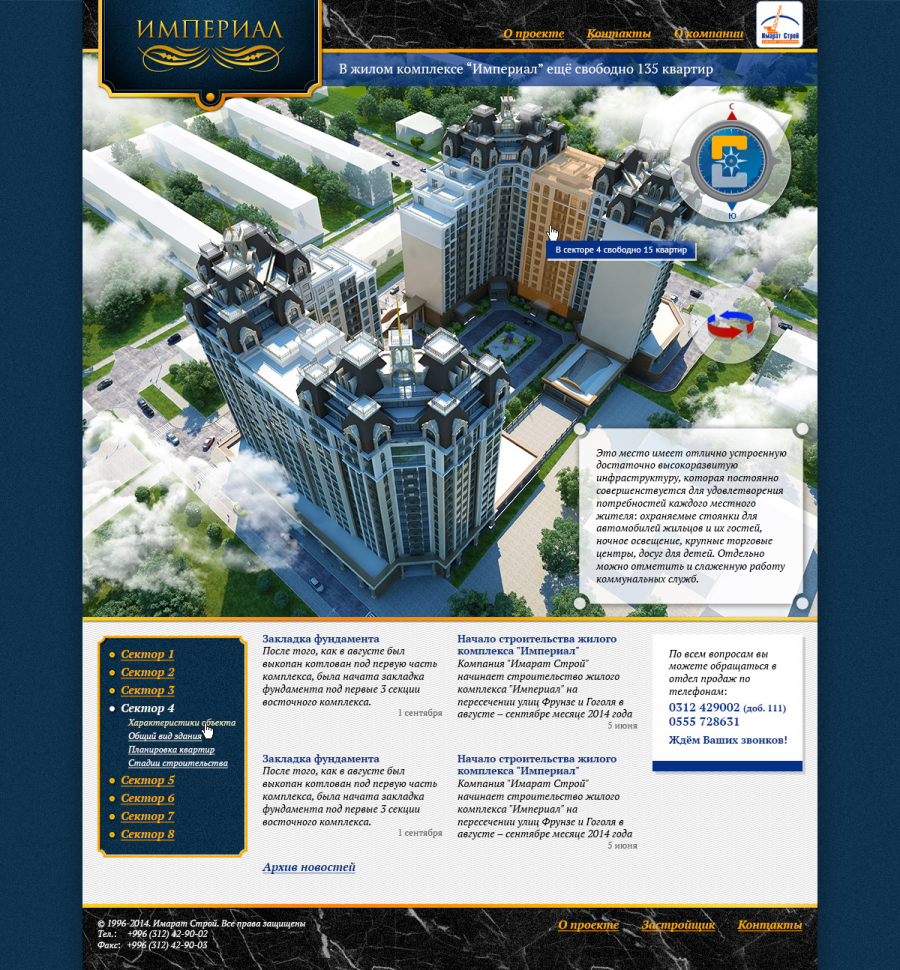 ИМПЕРИАЛ
О проекте Контакты О компании
Имарат Строй
В жилом комплексе “Империал” ещё свободно 135 квартир
С
Ю
В секторе 4 свободно 15 квартир
Это место имеет отлично устроенную
достаточно высокоразвитую
инфраструктуру, которая постоянно
совершенствуется для удовлетворения
потребностей каждого местного
жителя: охраняемые стоянки для
автомобилей жильцов и их гостей,
ночное освещение, крупные торговые
центры, досуг для детей. Отдельно
можно отметить и слаженную работу
коммунальных служб.
Сектор 1
Сектор 2
Сектор 3
Сектор 4
Характеристики объекта
Общий вид здания
Планировка квартир
Стадии строительства
Сектор 5
Сектор 6
Сектор 7
Сектор 8
Закладка фундамента
После того, как в августе был
выкопан котлован под первую часть
комплекса, была начата закладка
фундамента под первые 3 секции
восточного комплекса.
1 сентября
Начало строительства жилого
комплекса "Империал"
Компания "Имарат Строй"
начинает строительство жилого
комплекса "Империал" на
пересечении улиц Фрунзе и Гоголя в
августе – сентябре месяце 2014 года
5 июня
Закладка фундамента
После того, как в августе был
выкопан котлован под первую часть
комплекса, была начата закладка
фундамента под первые 3 секции
восточного комплекса.
1 сентября
Начало строительства жилого
комплекса "Империал"
Компания "Имарат Строй"
начинает строительство жилого
комплекса "Империал" на
пересечении улиц Фрунзе и Гоголя в
августе – сентябре месяце 2014 года
5 июня
Архив новостей
По всем вопросам вы
можете обращаться в
отдел продаж по
телефонам:
0312 429002 (доб. 111)
0555 728631
Ждём Ваших звонков!
© 1996-2014. Имарат Строй. Все права защищены
Тел.: +996 (312) 42-90-02
Факс: +996 (312) 42-90-03
О проекте Застройщик Контакты